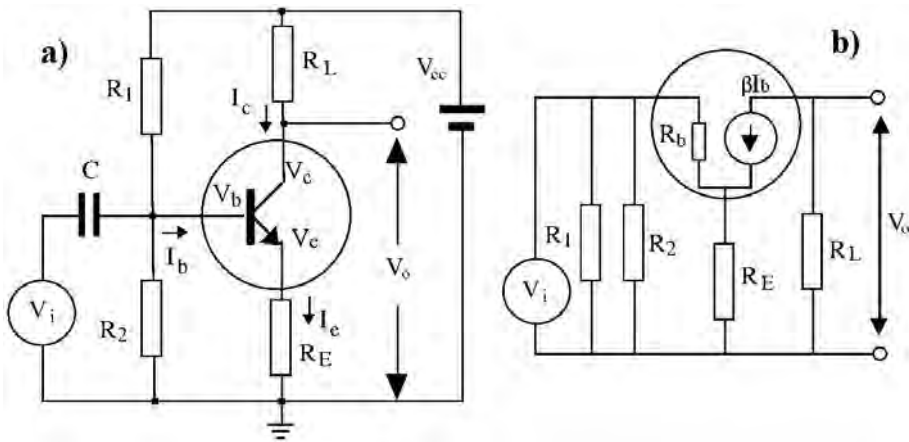 a)
R1
RL
Vcc
Ic
C
Vb
Vc
Ve
Ib
Vi
R2
Ie
RE
Vo
b)
βIb
Rb
R1
R2
RE
RL
Vi
Vo